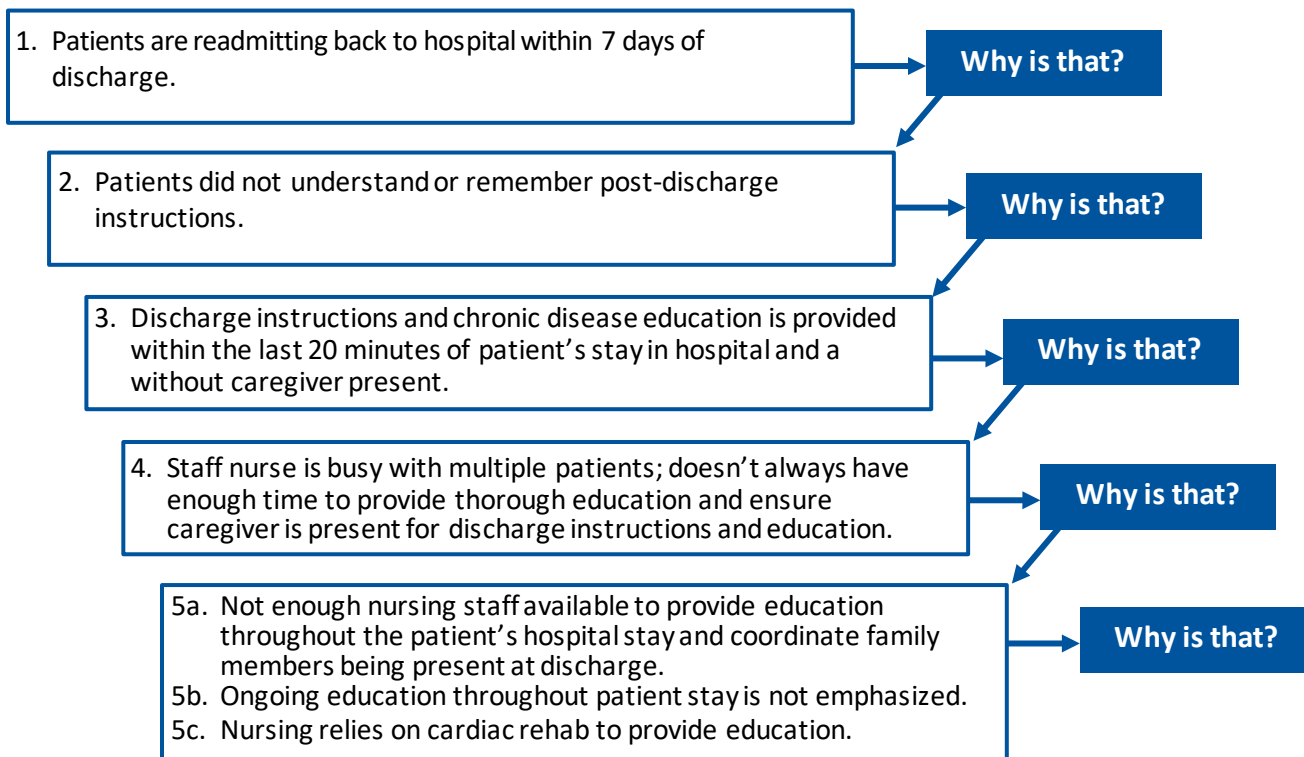 1. Patients are readmitting back to hospital within 7 days of
discharge.
Why is that?
2. Patients did not understand or remember post-discharge
instructions.
Why is that?
3. Discharge instructions and chronic disease education is provided
within the last 20 minutes of patient's stay in hospital and a
without caregiver present.
Why is that?
4. Staff nurse is busy with multiple patients; doesn't always have
enough time to provide thorough education and ensure
caregiver is present for discharge instructions and education.
Why is that?
5a. Not enough nursing staff available to provide education
throughout the patient's hospital stay and coordinate family
members being present at discharge.
5b. Ongoing education throughout patient stay is not emphasized.
5c. Nursing relies on cardiac rehab to provide education.
Why is that?